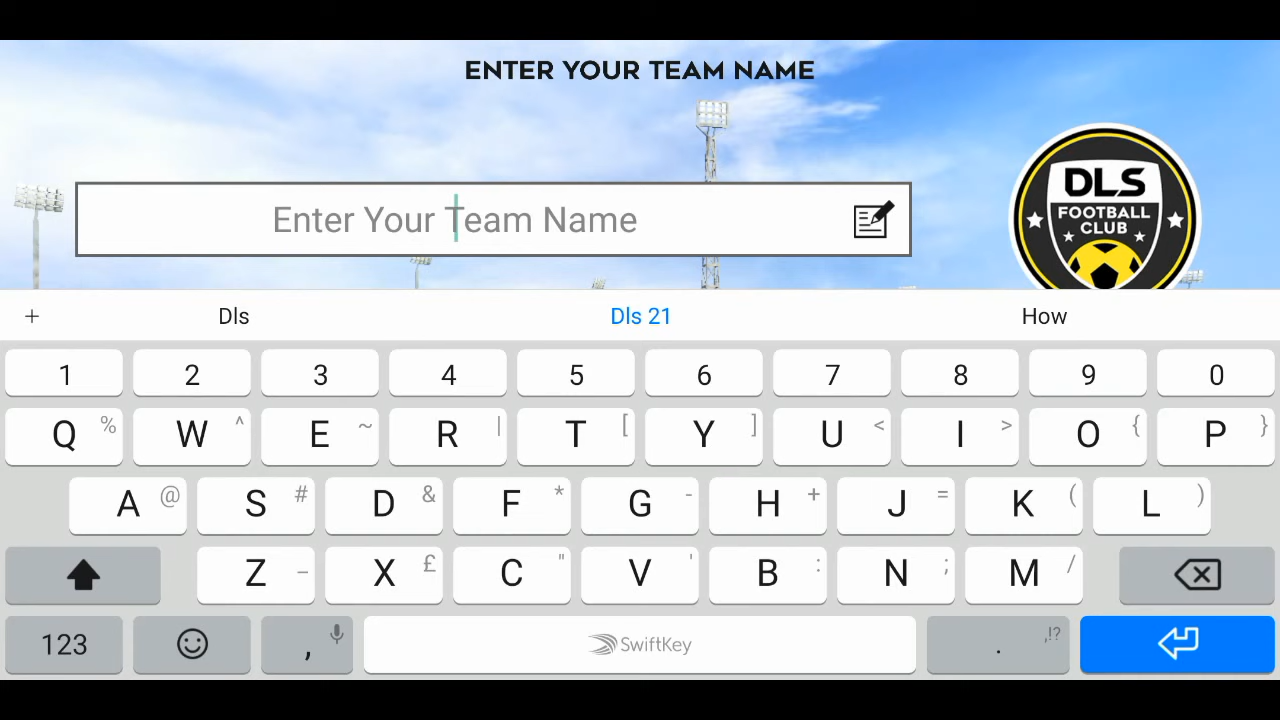 ENTER YOUR TEAM NAME
Enter Your Team Name
DLS
FOOTBALL
CLUB
+ Dls Dls 21 How
1 2 3 4 5 6 7 8 9 0
Q % W ^ E ~ R | T [ Y ] U < I > O { P }
A @ S # D & F * G - H + J = K ( L )
Z _ X £ C " V ' B : N ; M /
123 , SwiftKey . ,!?